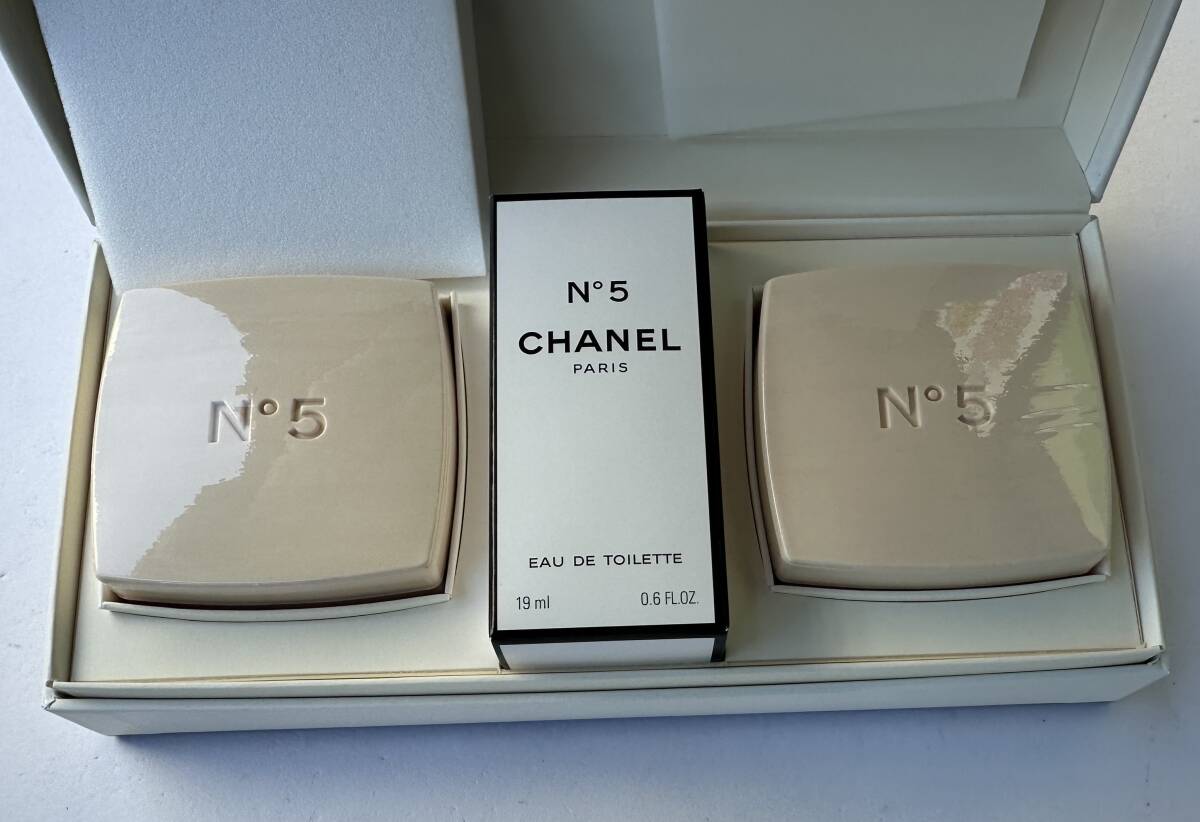 N°5
N°5
CHANEL
PARIS
EAU DE TOILETTE
19 ml 0.6 FL.OZ.
N°5